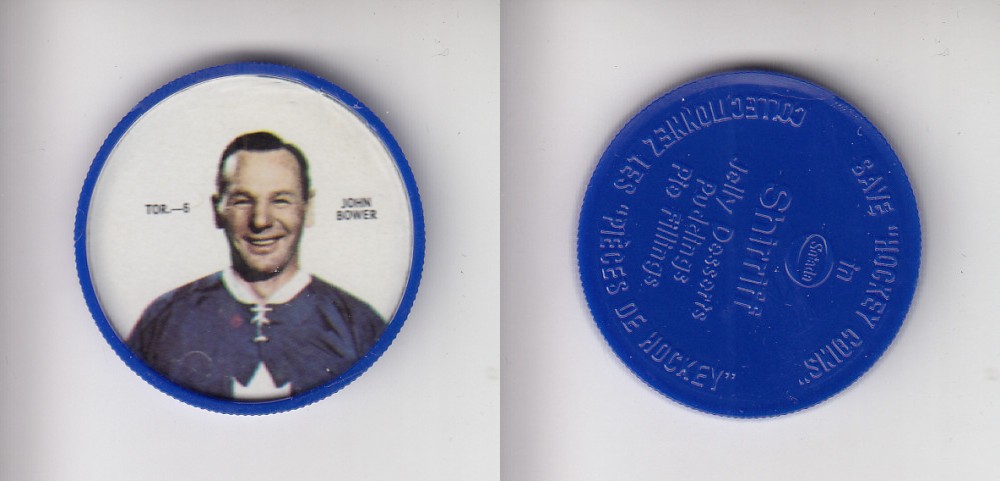 TOR.—6
JOHN
BOWER
SAVE "HOCKEY COINS"
in
Salada
Shirriff
Jelly Desserts
Puddings
Pie Fillings
COLLECTIONNEZ LES "PIÈCES DE HOCKEY"